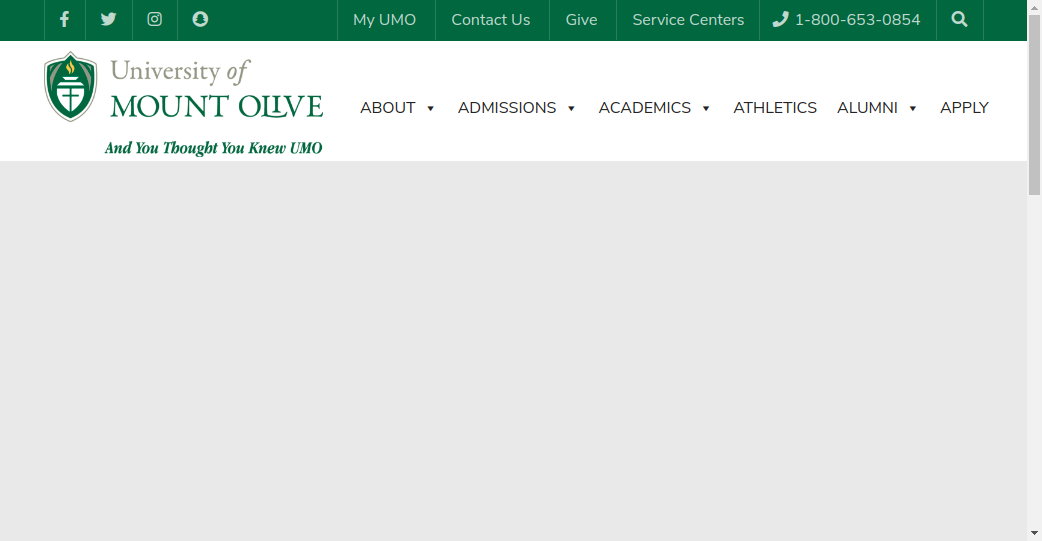 My UMO Contact Us Give Service Centers 1-800-653-0854
University of
MOUNT OLIVE
And You Thought You Knew UMO
ABOUT ADMISSIONS ACADEMICS ATHLETICS ALUMNI APPLY